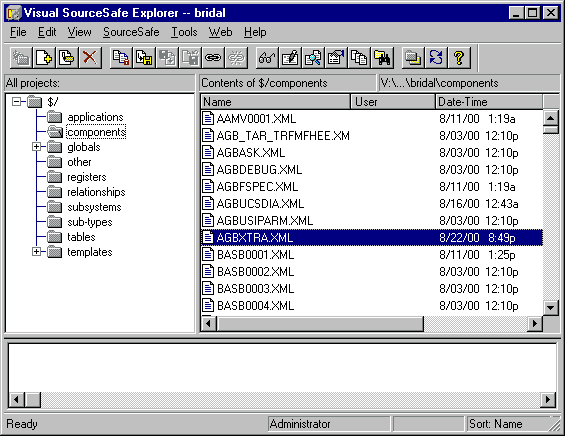 Visual SourceSafe Explorer -- bridal
File Edit View SourceSafe Tools Web Help
All projects:
Contents of $/components
V:\...\bridal\components
$/
applications
components
globals
other
registers
relationships
subsystems
sub-types
tables
templates
Name User Date-Time
AAMV0001.XML 8/11/00 1:19a
AGB_TAR_TRFMFHEE.XM 8/03/00 12:10p
AGBASK.XML 8/03/00 12:10p
AGBDEBUG.XML 8/03/00 12:10p
AGBFSPEC.XML 8/11/00 1:19a
AGBUCSDIA.XML 8/16/00 12:43a
AGBUSIPARM.XML 8/03/00 12:10p
AGBXTRA.XML 8/22/00 8:49p
BASB0001.XML 8/11/00 1:25p
BASB0002.XML 8/03/00 12:10p
BASB0003.XML 8/03/00 12:10p
BASB0004.XML 8/03/00 12:10p
Ready
Administrator
Sort: Name